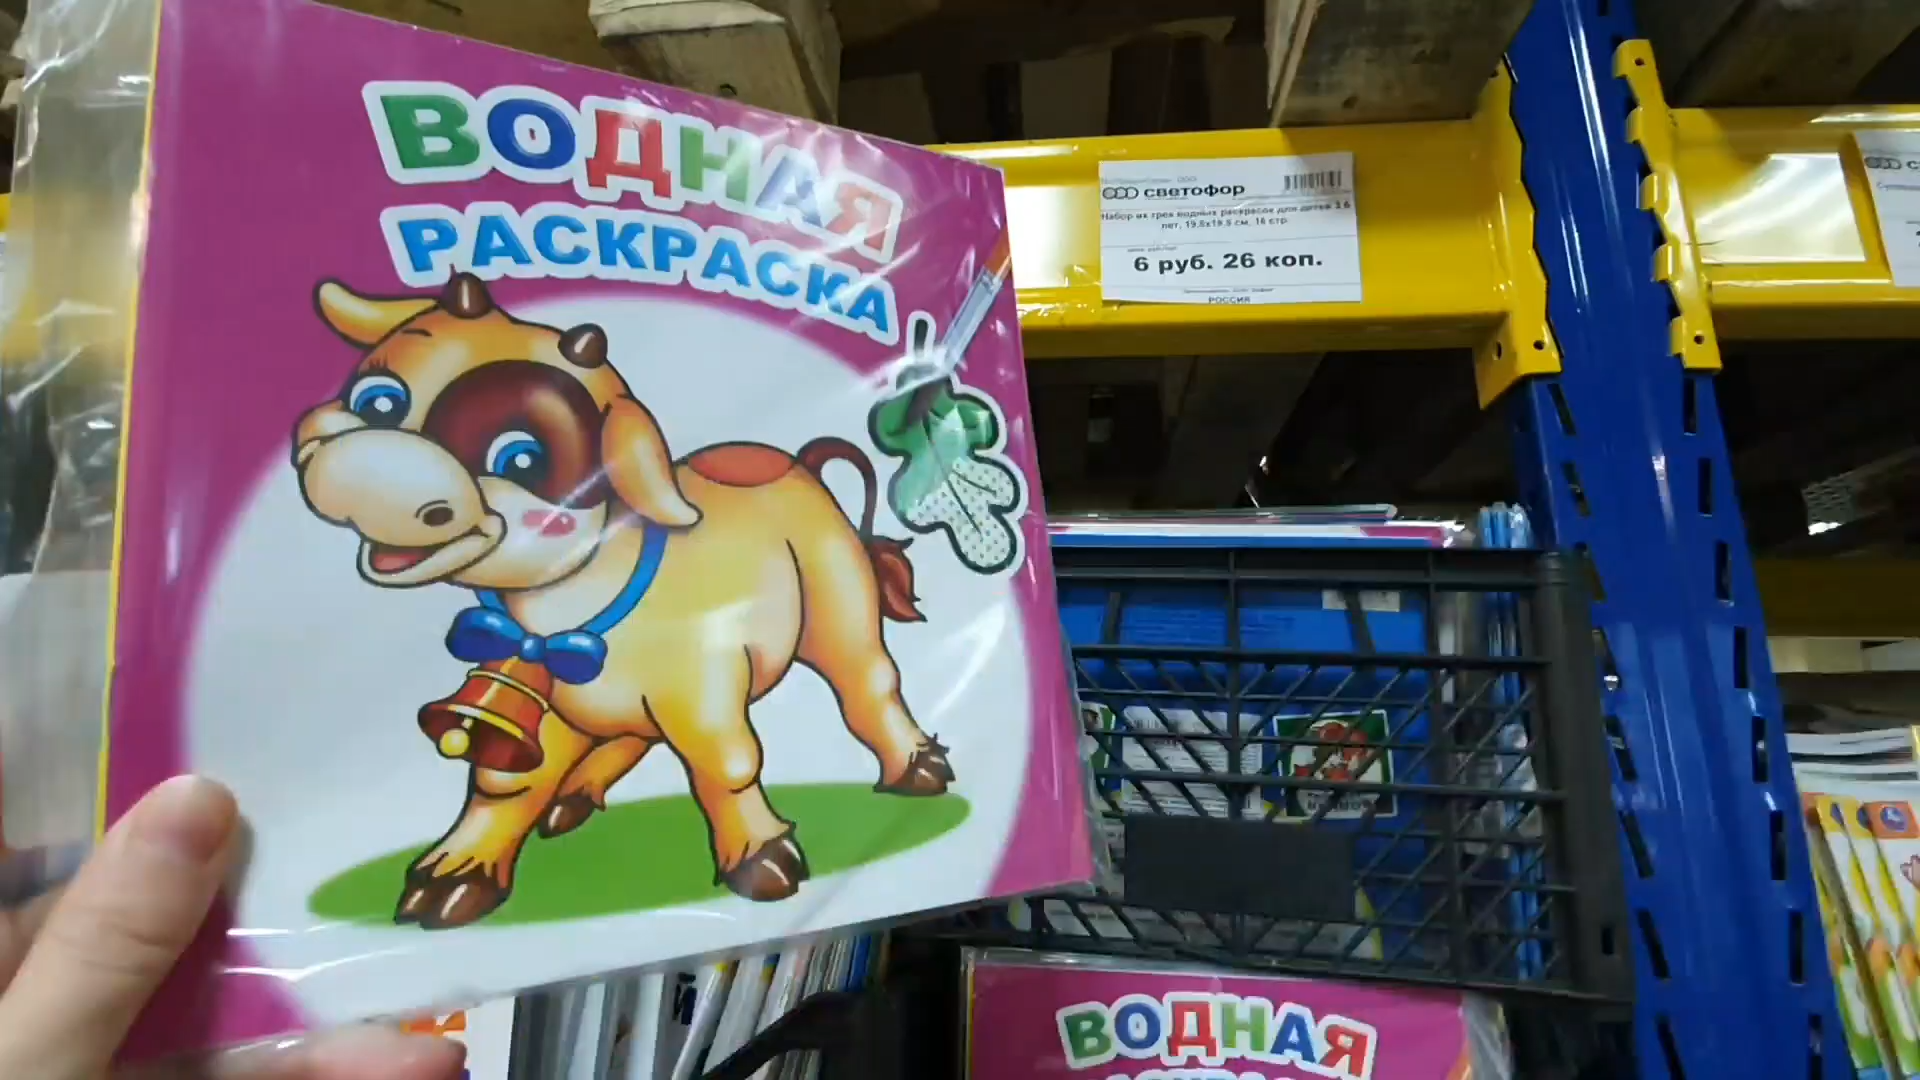 ВОДНАЯ
РАСКРАСКА
светофор
Набор их трех водных раскрасок для детей 3.6
лет, 19,5х19,5 см, 16 стр.
6 руб. 26 коп.
РОССИЯ
ВОДНАЯ